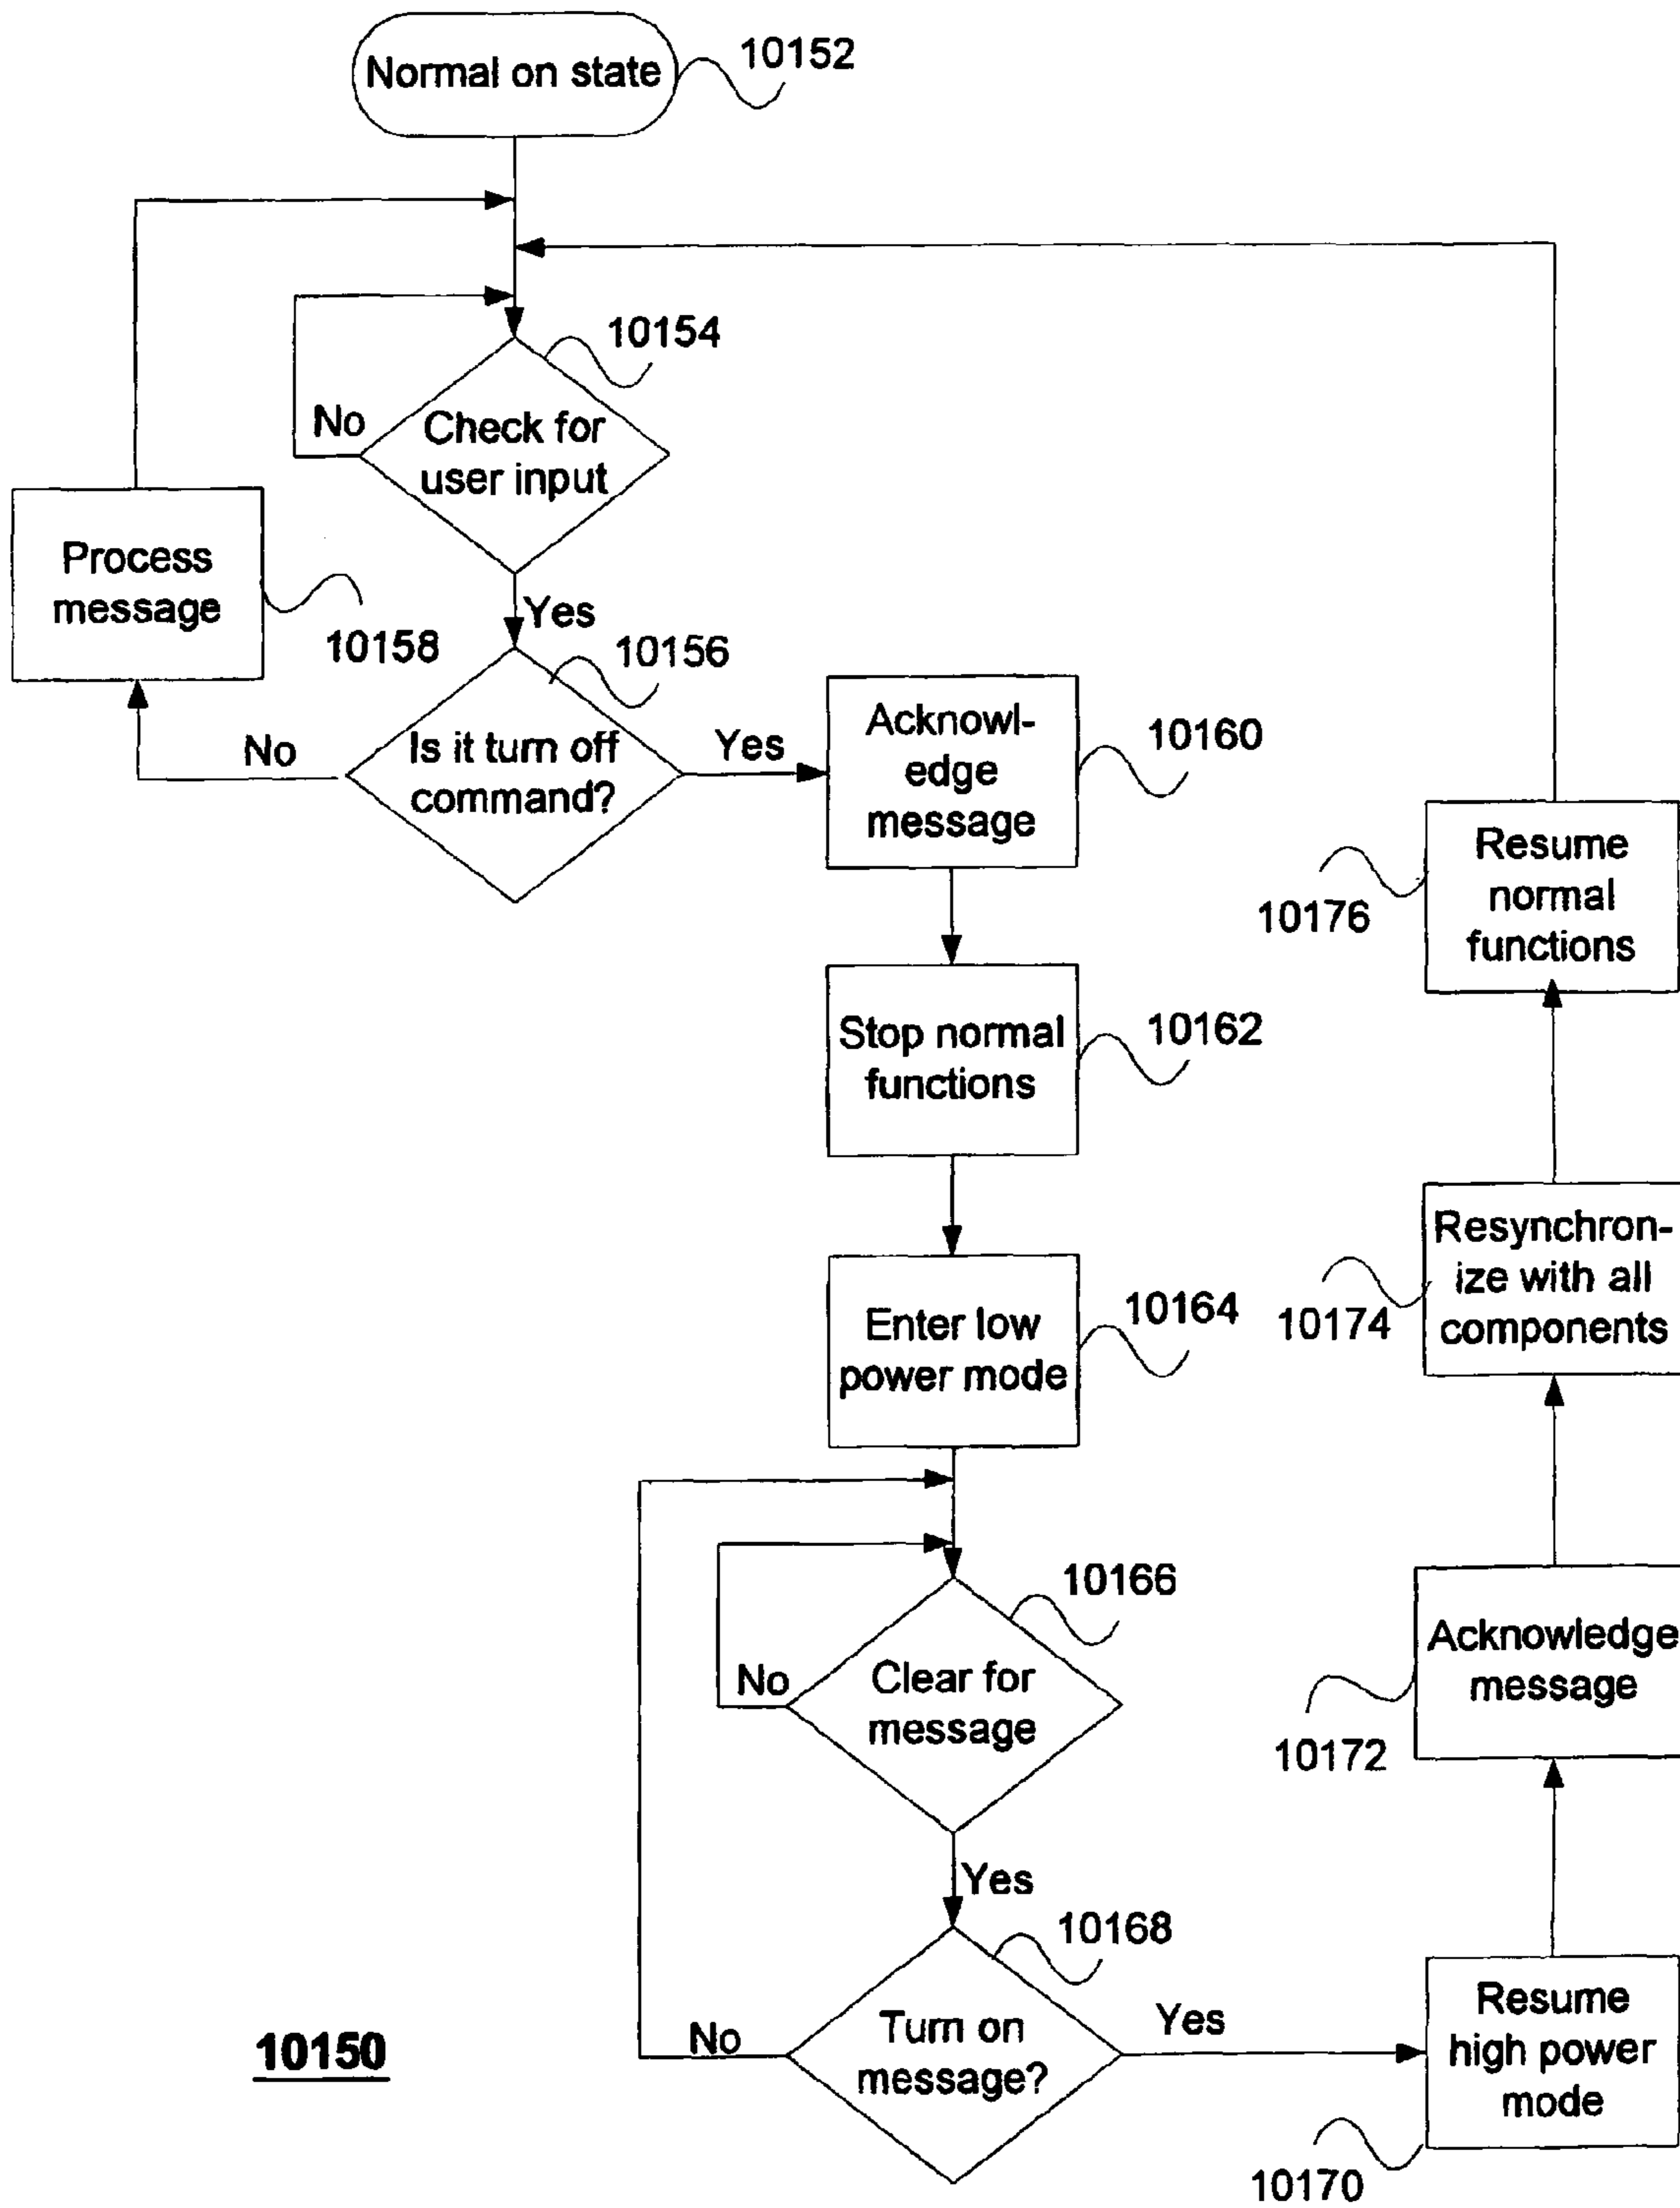 Normal on state
10152
10154
No
Check for
user input
Process
message
10158
Yes
10156
Is it turn off
command?
No
Yes
Acknowl-
edge
message
10160
Stop normal
functions
10162
Enter low
power mode
10164
10166
No
Clear for
message
Yes
10168
No
Turn on
message?
Yes
Resume
high power
mode
10170
Acknowledge
message
10172
Resynchron-
ize with all
components
10174
Resume
normal
functions
10176
10150